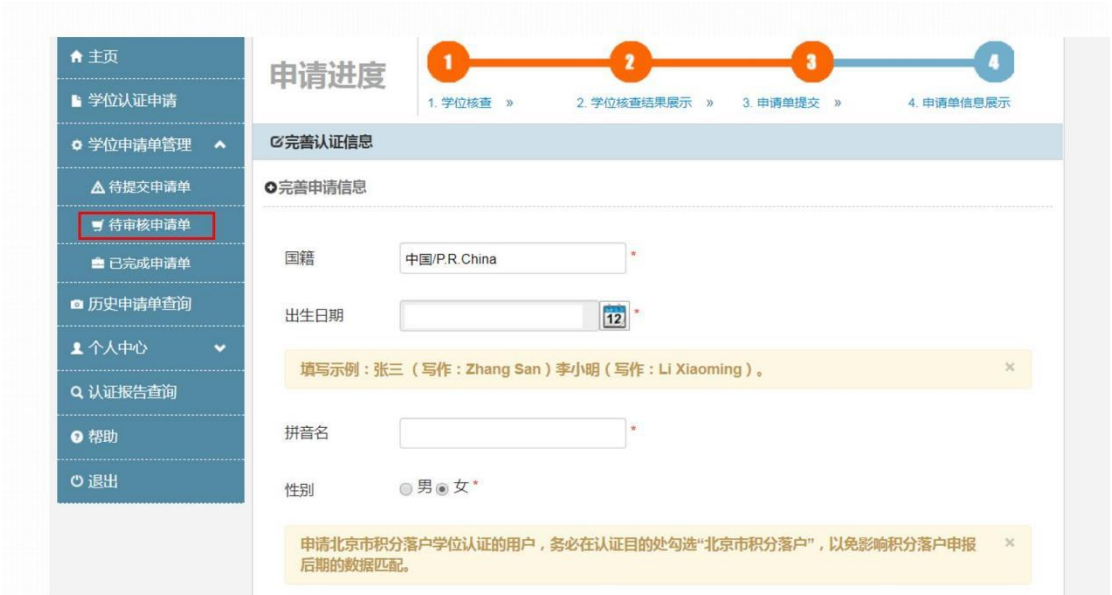 主页
学位认证申请
学位申请单管理
待提交申请单
待审核申请单
已完成申请单
历史申请单查询
个人中心
认证报告查询
帮助
退出
申请进度
1 2 3 4
1. 学位核查 » 2. 学位核查结果展示 » 3. 申请单提交 » 4. 申请单信息展示
完善认证信息
完善申请信息
国籍 中国/P.R.China *
出生日期 12 *
填写示例：张三（写作：Zhang San）李小明（写作：Li Xiaoming）。 ×
拼音名 *
性别 男 女 *
申请北京市积分落户学位认证的用户，务必在认证目的处勾选“北京市积分落户”，以免影响积分落户申报 ×
后期的数据匹配。